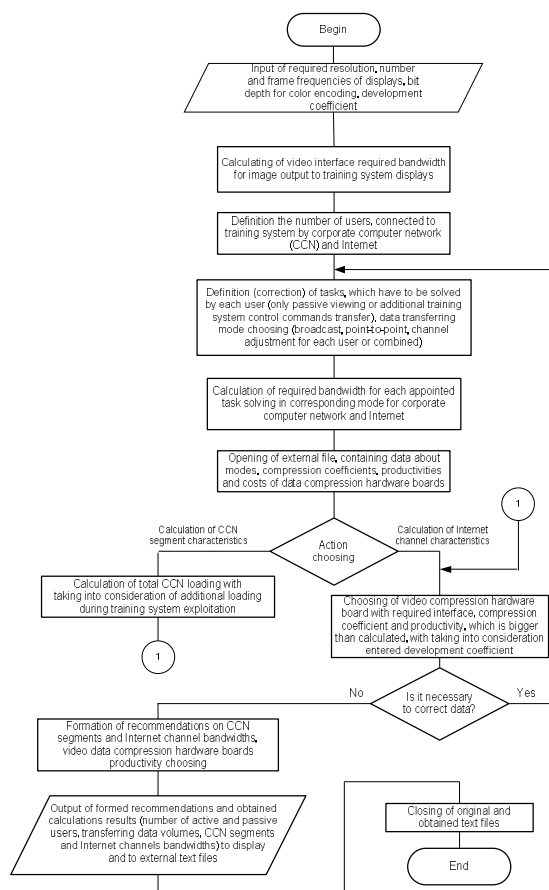 Begin
Input of required resolution, number
and frame frequencies of displays, bit
depth for color encoding, development
coefficient
Calculating of video interface required bandwidth
for image output to training system displays
Definition the number of users, connected to
training system by corporate computer network
(CCN) and Internet
Definition (correction) of tasks, which have to be
solved by each user (only passive viewing or additional training
system control commands transfer), data transferring
mode choosing (broadcast, point-to-point, channel
adjustment for each user or combined)
Calculation of required bandwidth for each appointed
task solving in corresponding mode for corporate
computer network and Internet
Opening of external file, containing data about
modes, compression coefficients, productivities
and costs of data compression hardware boards
1
Calculation of CCN
segment characteristics
Action
choosing
Calculation of Internet
channel characteristics
Calculation of total CCN loading with
taking into consideration of additional loading
during training system exploitation
1
Choosing of video compression hardware
board with required interface, compression
coefficient and productivity, which is bigger
than calculated, with taking into consideration
entered development coefficient
No
Is it necessary
to correct data?
Yes
Formation of recommendations on CCN
segments and Internet channel bandwidths,
video data compression hardware boards
productivity choosing
Output of formed recommendations and obtained
calculations results (number of active and passive
users, transferring data volumes, CCN segments
and Internet channels bandwidths) to display
and to external text files
Closing of original and
obtained text files
End